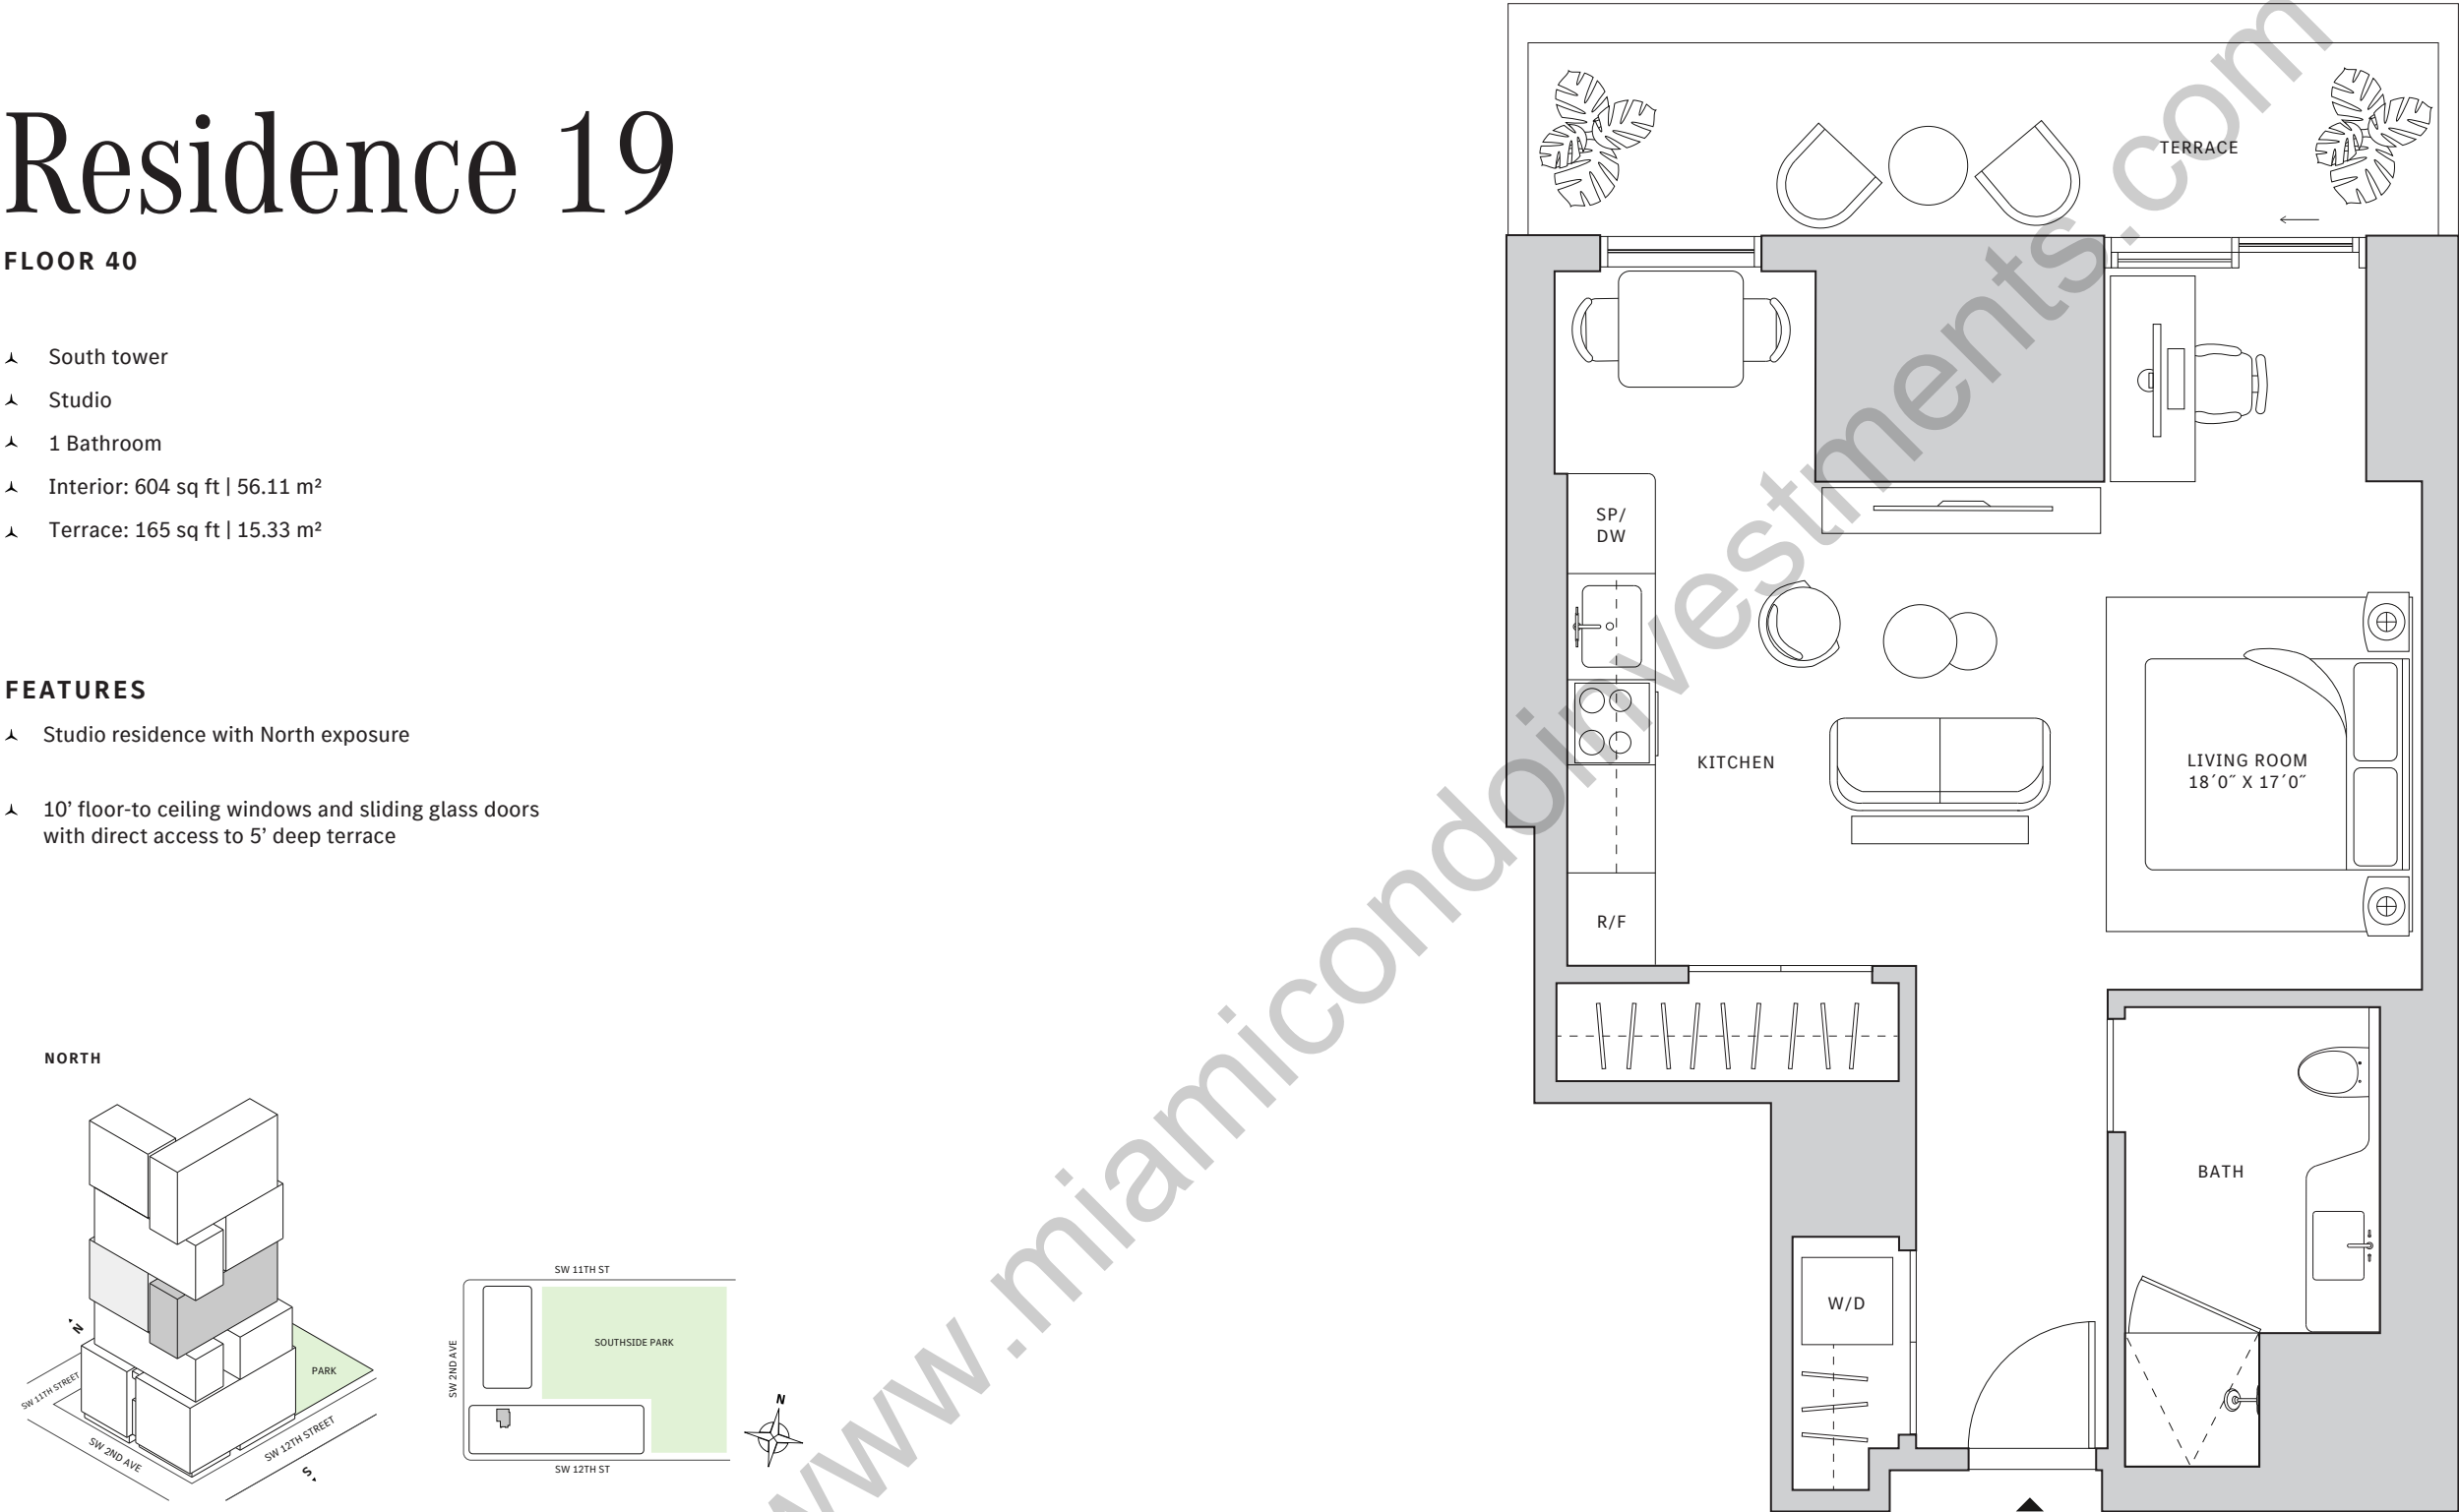 Residence 19
FLOOR 40
South tower
Studio
1 Bathroom
Interior: 604 sq ft | 56.11 m²
Terrace: 165 sq ft | 15.33 m²
FEATURES
Studio residence with North exposure
10’ floor-to ceiling windows and sliding glass doors
with direct access to 5’ deep terrace
NORTH
N
SW 11TH STREET
SW 2ND AVE
SW 12TH STREET
S
PARK
SW 11TH ST
SW 2ND AVE
SOUTHSIDE PARK
SW 12TH ST
N
TERRACE
SP/
DW
KITCHEN
LIVING ROOM
18´0˝ X 17´0˝
R/F
BATH
W/D
www.miamicondoinvestments.com